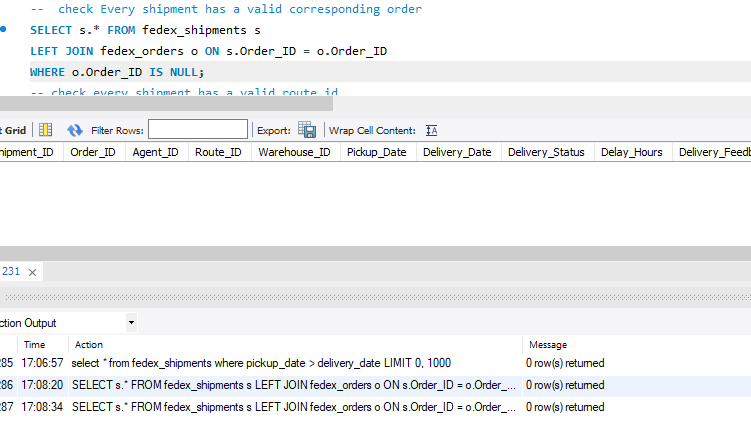 --  check Every shipment has a valid corresponding order
SELECT s.* FROM fedex_shipments s
LEFT JOIN fedex_orders o ON s.Order_ID = o.Order_ID
WHERE o.Order_ID IS NULL;
-- check every shipment has a valid route id
t Grid Filter Rows: Export: Wrap Cell Content:
hipment_ID Order_ID Agent_ID Route_ID Warehouse_ID Pickup_Date Delivery_Date Delivery_Status Delay_Hours Delivery_Feedb
231
ction Output
Time Action Message
285 17:06:57 select * from fedex_shipments where pickup_date > delivery_date LIMIT 0, 1000 0 row(s) returned
286 17:08:20 SELECT s.* FROM fedex_shipments s LEFT JOIN fedex_orders o ON s.Order_ID = o.Order_... 0 row(s) returned
287 17:08:34 SELECT s.* FROM fedex_shipments s LEFT JOIN fedex_orders o ON s.Order_ID = o.Order_... 0 row(s) returned